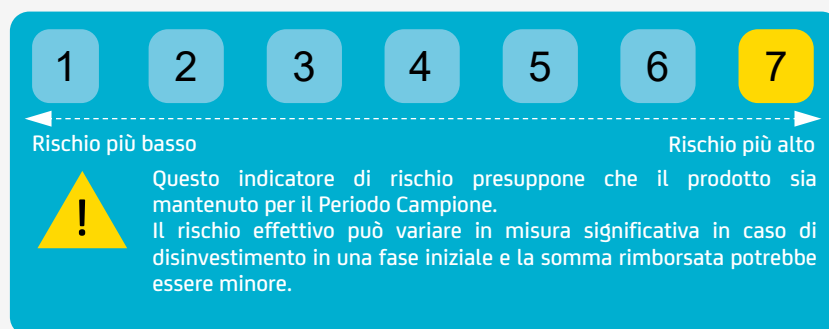 1 2 3 4 5 6 7
Rischio più basso Rischio più alto
!
Questo indicatore di rischio presuppone che il prodotto sia
mantenuto per il Periodo Campione.
Il rischio effettivo può variare in misura significativa in caso di
disinvestimento in una fase iniziale e la somma rimborsata potrebbe
essere minore.